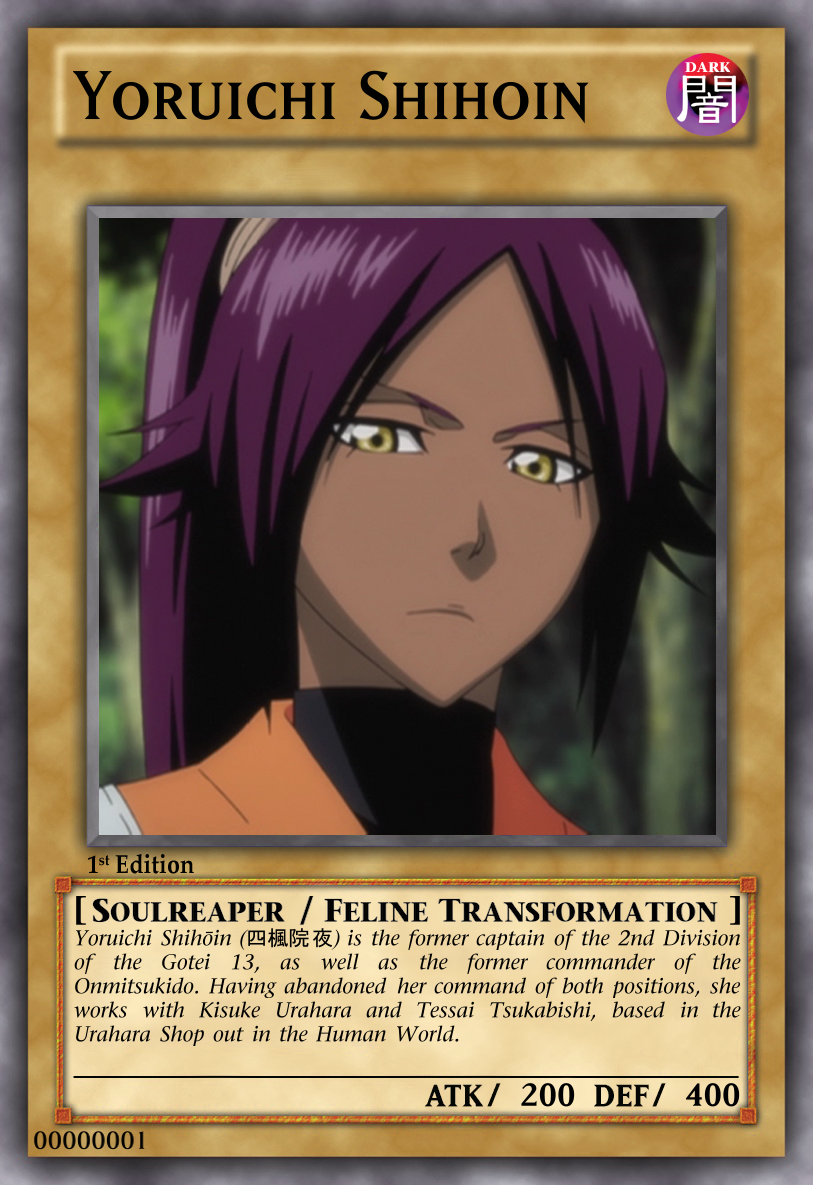 Yoruichi Shihoin
DARK
闇
1st Edition
[ Soulreaper / Feline Transformation ]
Yoruichi Shihōin (四楓院夜) is the former captain of the 2nd Division
of the Gotei 13, as well as the former commander of the
Onmitsukido. Having abandoned her command of both positions, she
works with Kisuke Urahara and Tessai Tsukabishi, based in the
Urahara Shop out in the Human World.
ATK/ 200 DEF/ 400
00000001